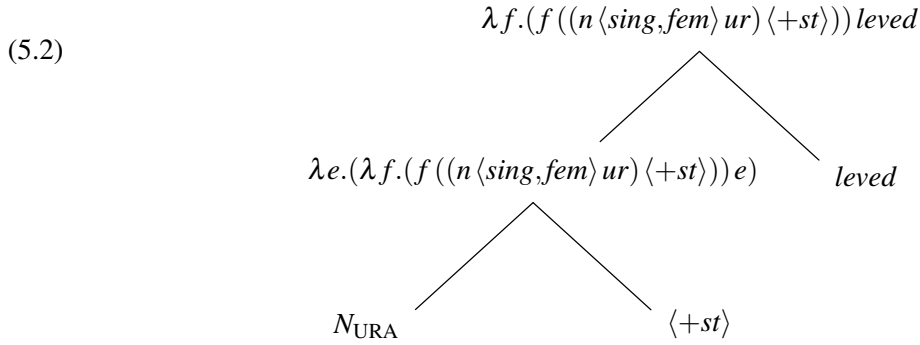 λf.(f((n⟨sing,fem⟩ur)⟨+st⟩))leved
(5.2)
λe.(λf.(f((n⟨sing,fem⟩ur)⟨+st⟩))e)
leved
N_URA
⟨+st⟩